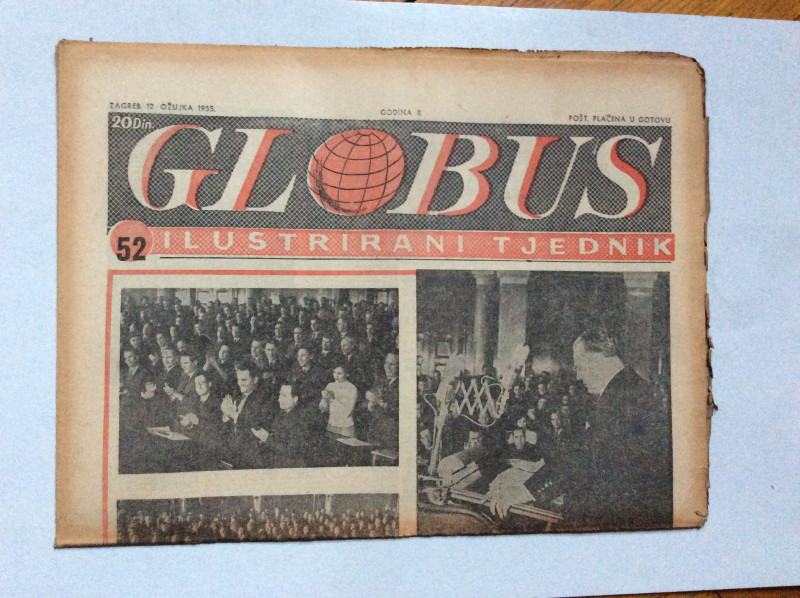 ZAGREB 12 OŽUJKA 1955. GODINA II POŠT. PLAĆENA U GOTOVU
20 Din.
GLOBUS
52 ILUSTRIRANI TJEDNIK